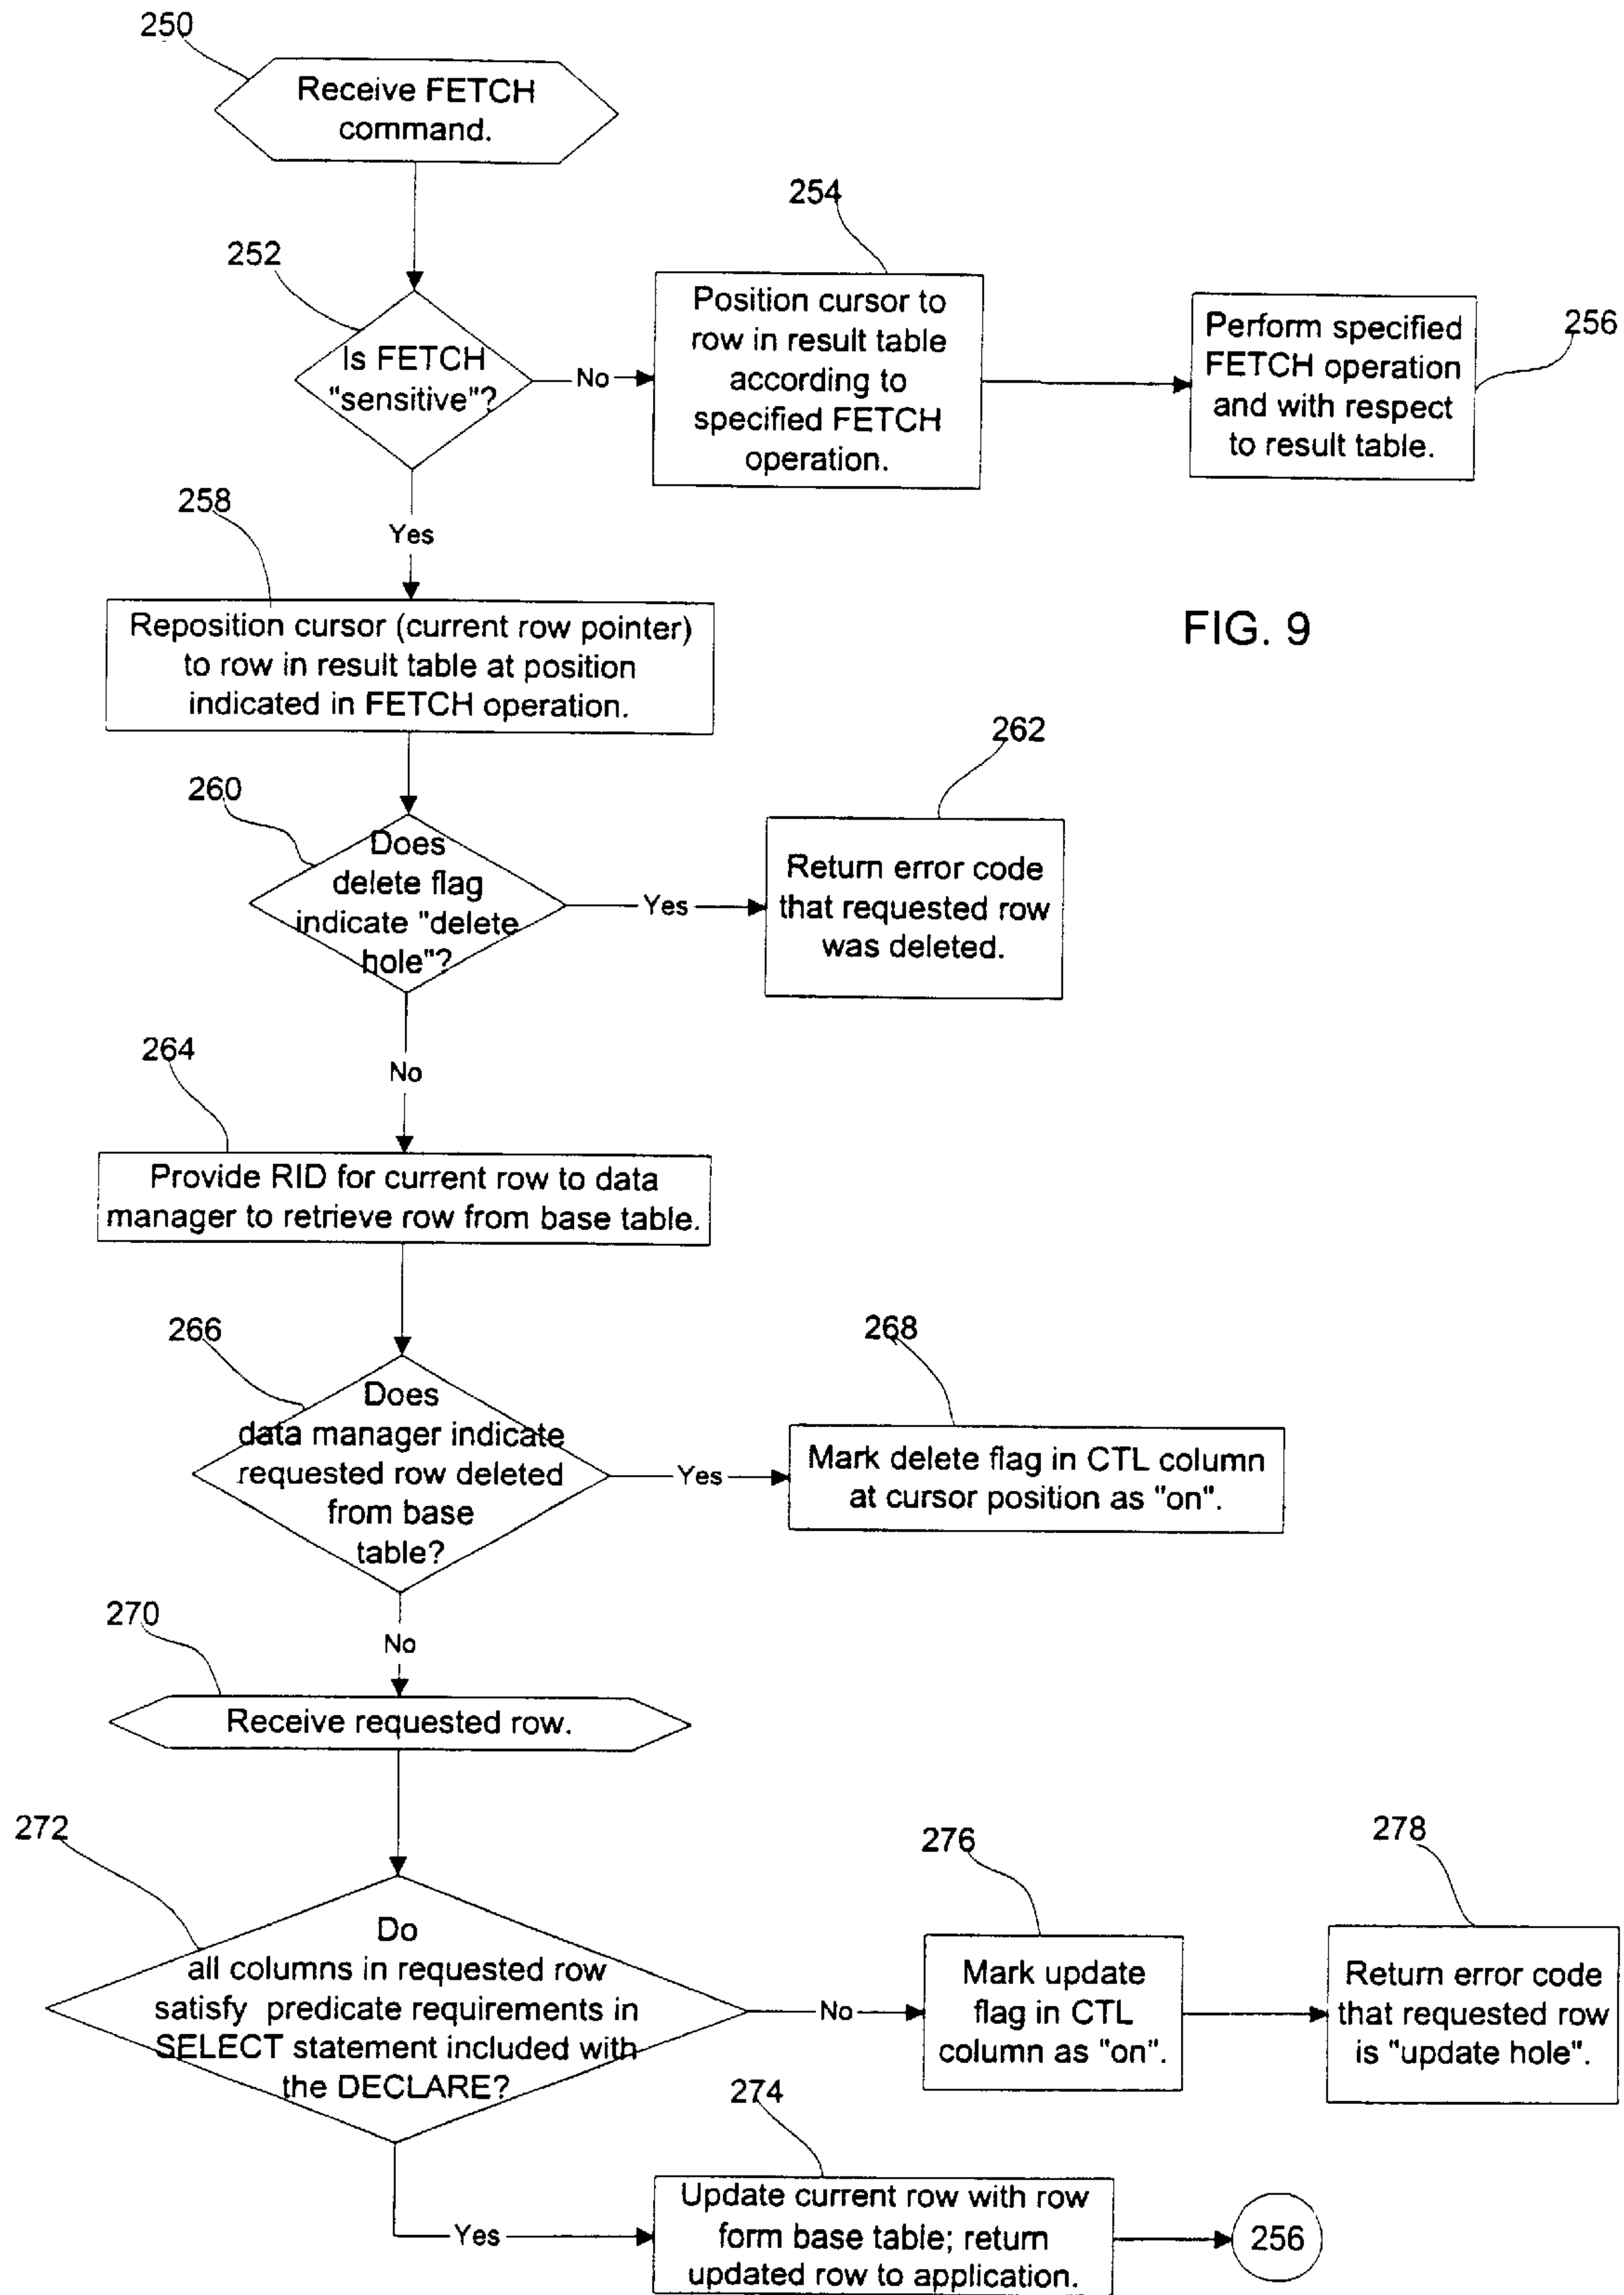 250
Receive FETCH
command.
252
Is FETCH
"sensitive"?
No
254
Position cursor to
row in result table
according to
specified FETCH
operation.
256
Perform specified
FETCH operation
and with respect
to result table.
Yes
258
Reposition cursor (current row pointer)
to row in result table at position
indicated in FETCH operation.
FIG. 9
260
Does
delete flag
indicate "delete
hole"?
Yes
262
Return error code
that requested row
was deleted.
No
264
Provide RID for current row to data
manager to retrieve row from base table.
266
Does
data manager indicate
requested row deleted
from base
table?
Yes
268
Mark delete flag in CTL column
at cursor position as "on".
No
270
Receive requested row.
272
Do
all columns in requested row
satisfy predicate requirements in
SELECT statement included with
the DECLARE?
No
276
Mark update
flag in CTL
column as "on".
278
Return error code
that requested row
is "update hole".
Yes
274
Update current row with row
form base table; return
updated row to application.
256